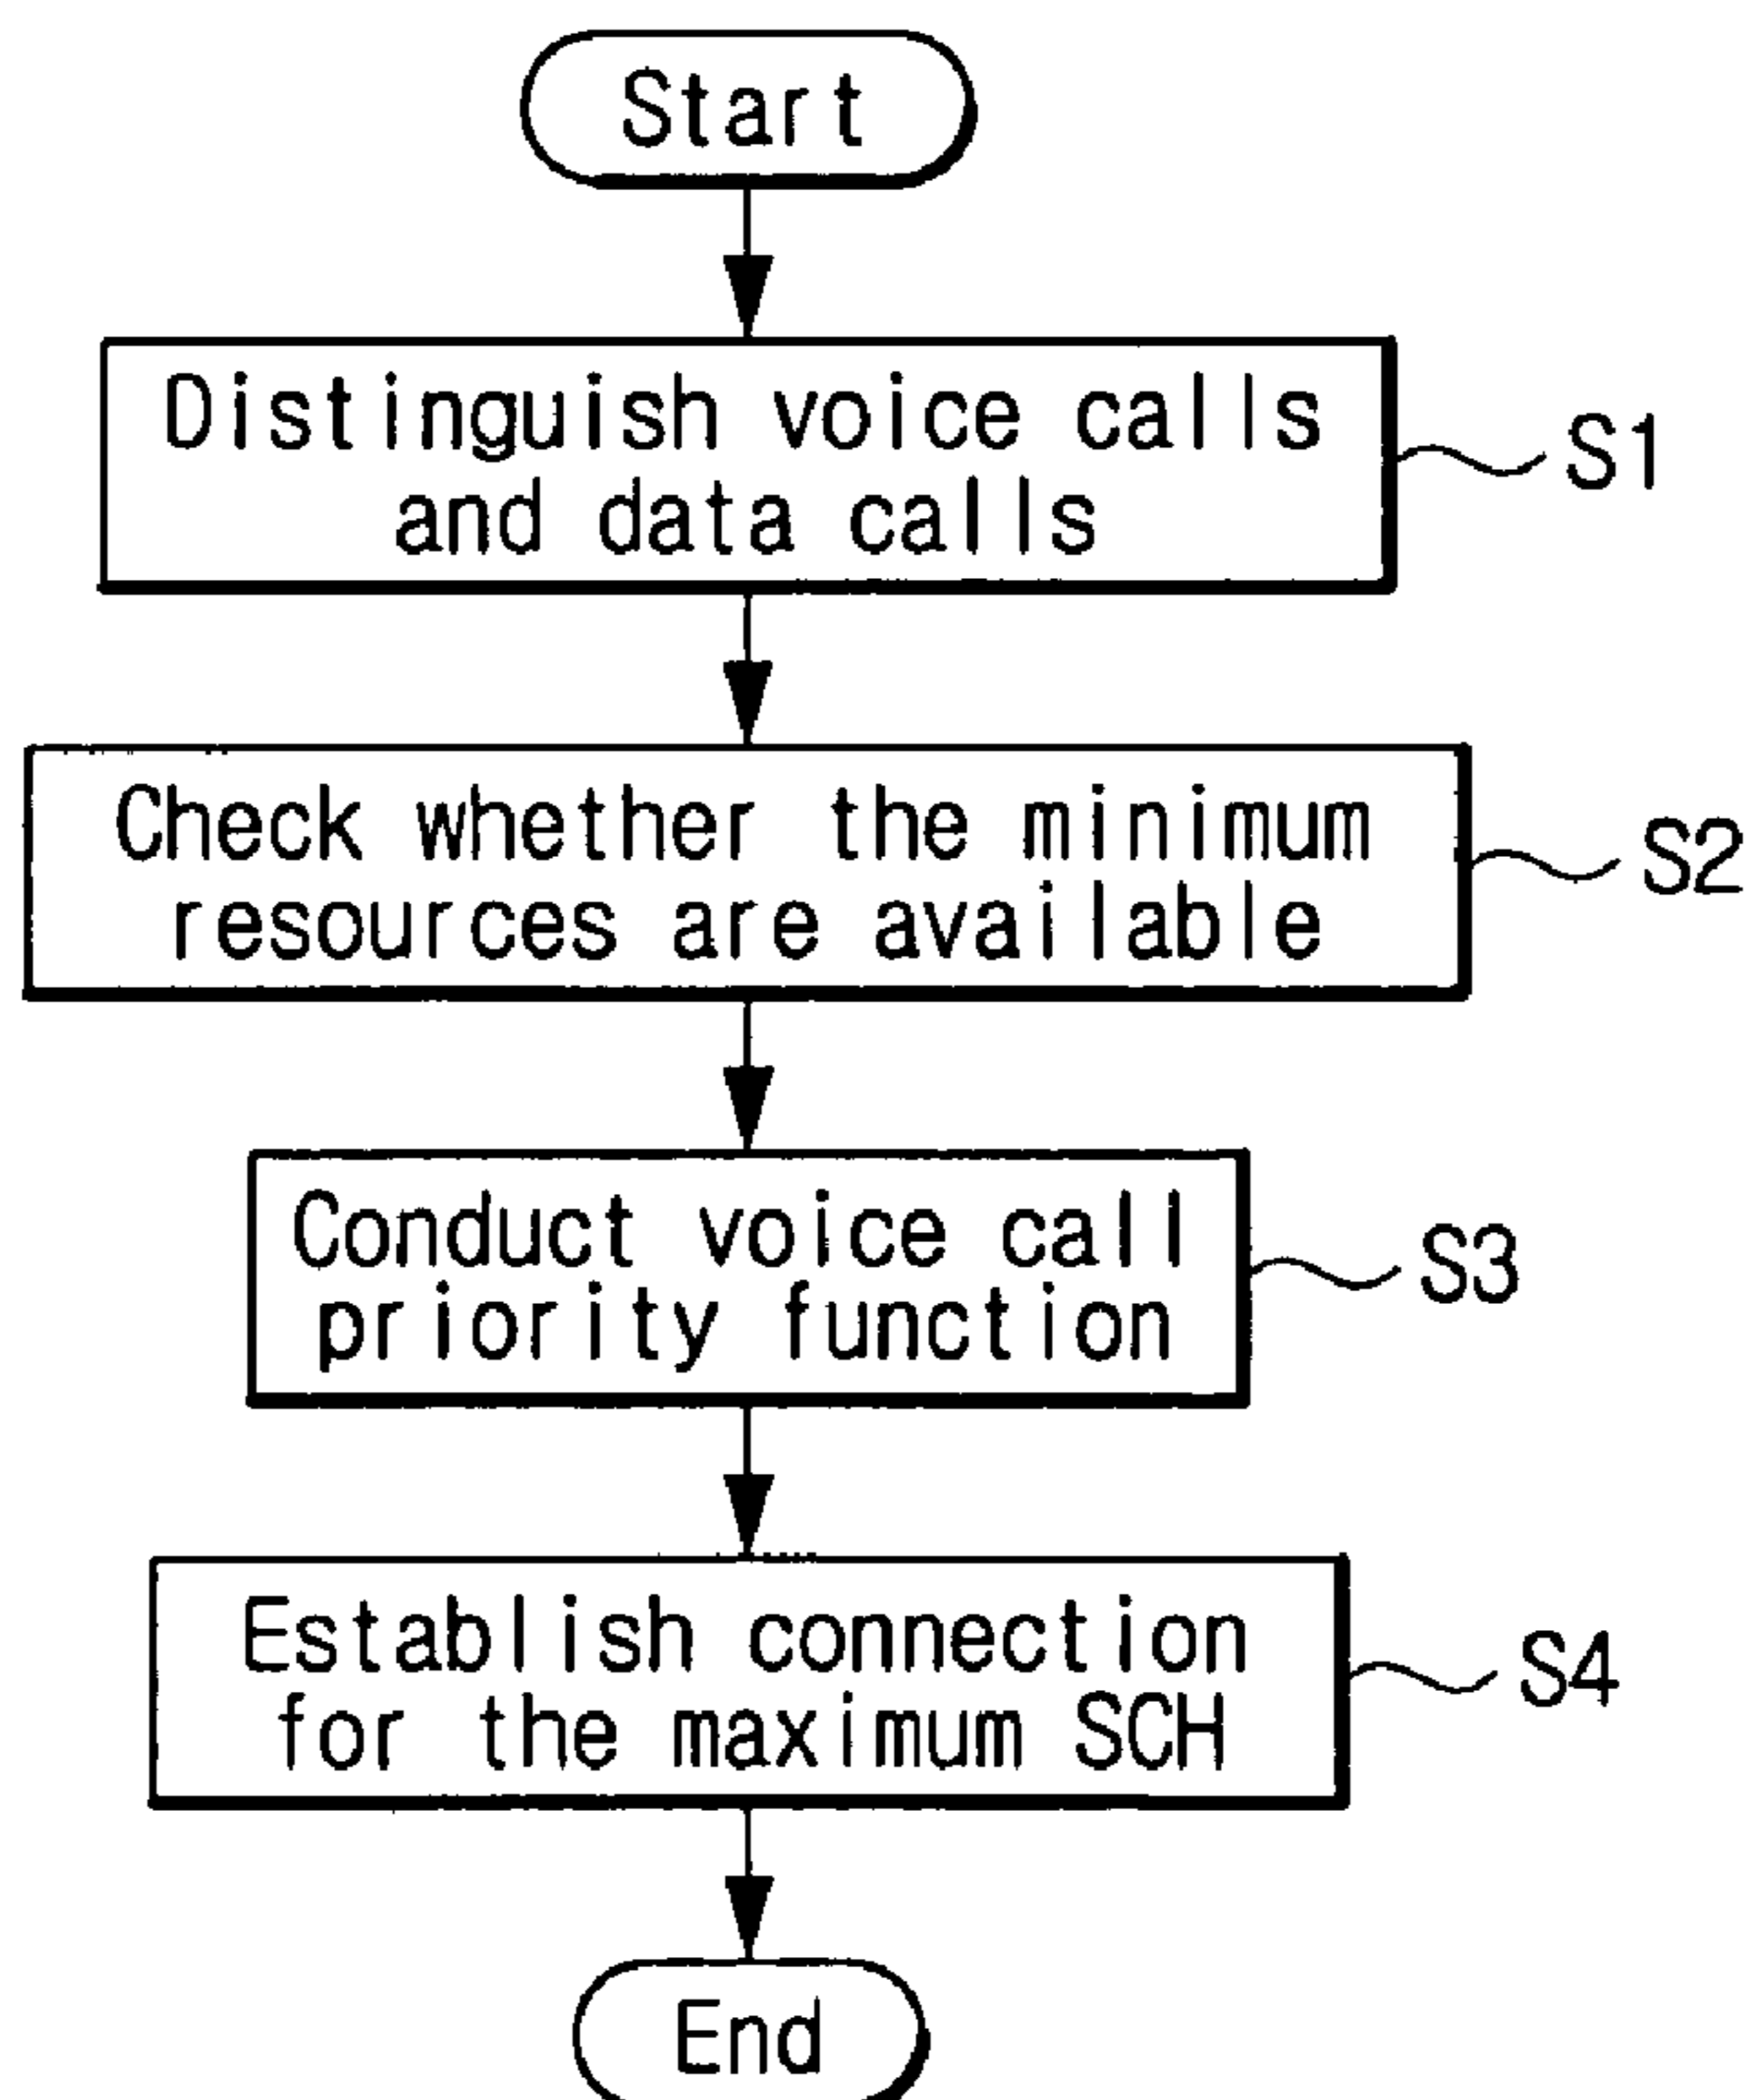 Start
Distinguish voice calls
and data calls
S1
Check whether the minimum
resources are available
S2
Conduct voice call
priority function
S3
Establish connection
for the maximum SCH
S4
End